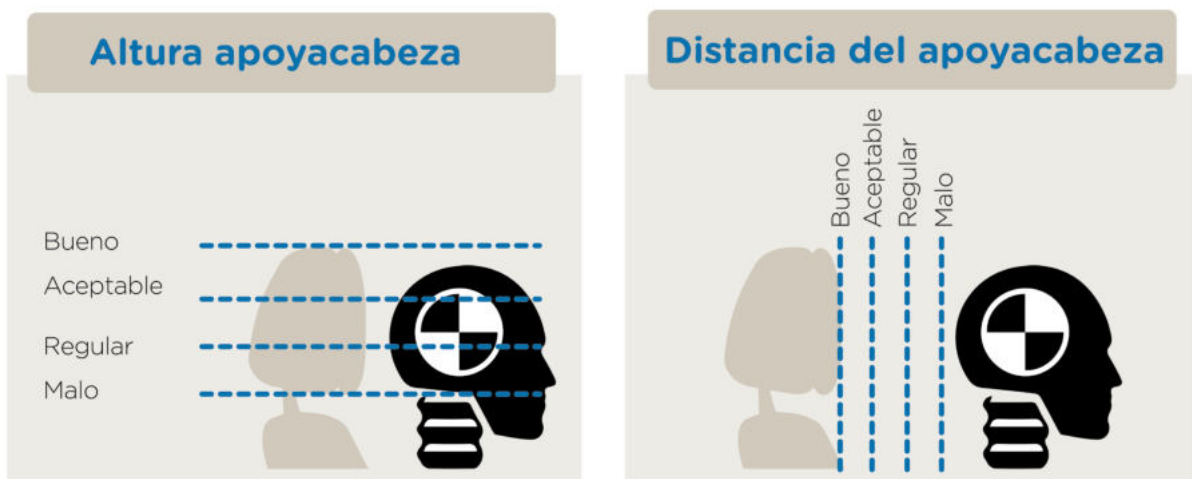 Altura apoyacabeza
Bueno
Aceptable
Regular
Malo
Distancia del apoyacabeza
Bueno
Aceptable
Regular
Malo